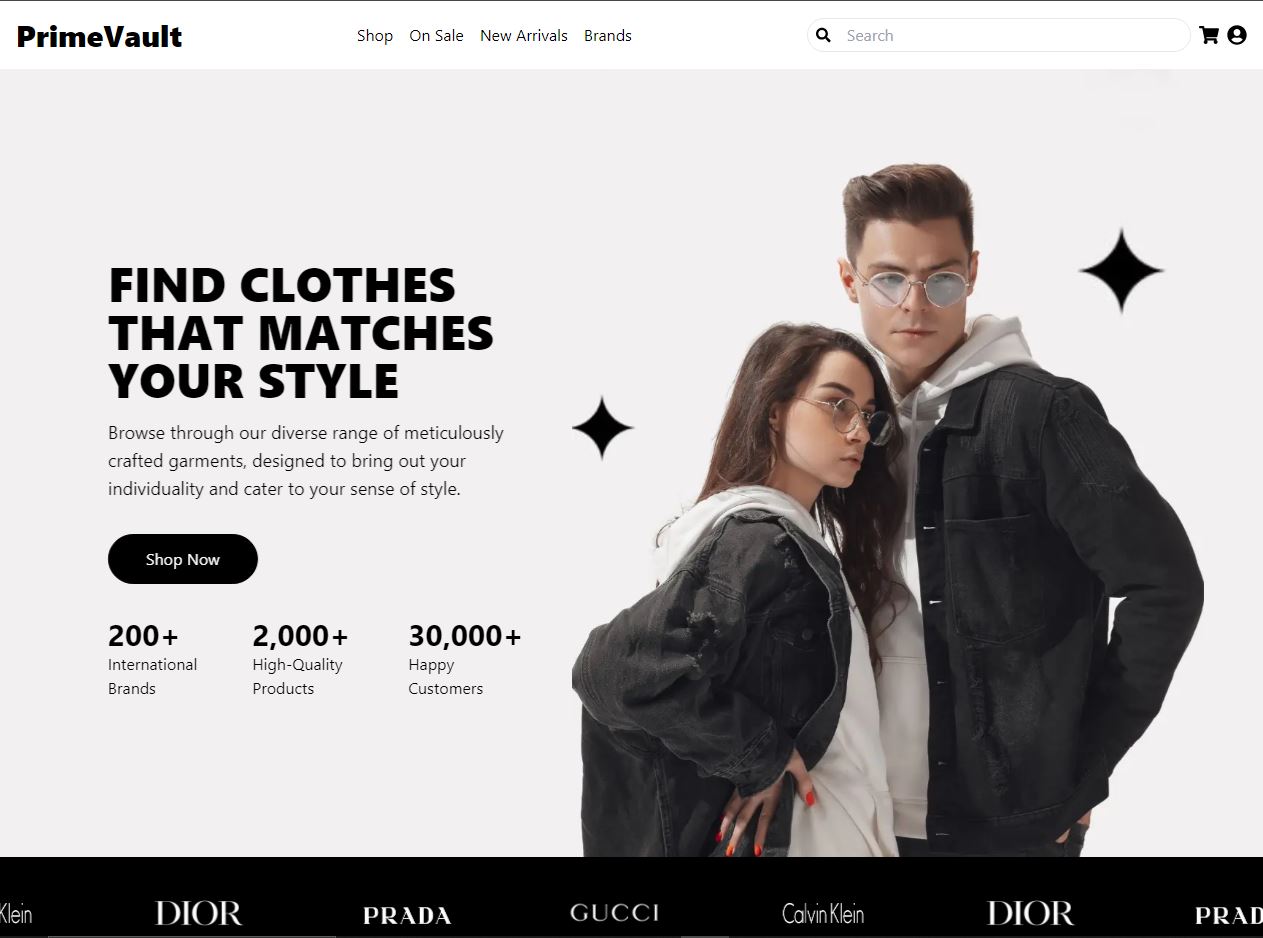 PrimeVault
Shop On Sale New Arrivals Brands
Search
FIND CLOTHES
THAT MATCHES
YOUR STYLE
Browse through our diverse range of meticulously
crafted garments, designed to bring out your
individuality and cater to your sense of style.
Shop Now
200+ 2,000+ 30,000+
International High-Quality Happy
Brands Products Customers
Klein DIOR PRADA GUCCI Calvin Klein DIOR PRAD